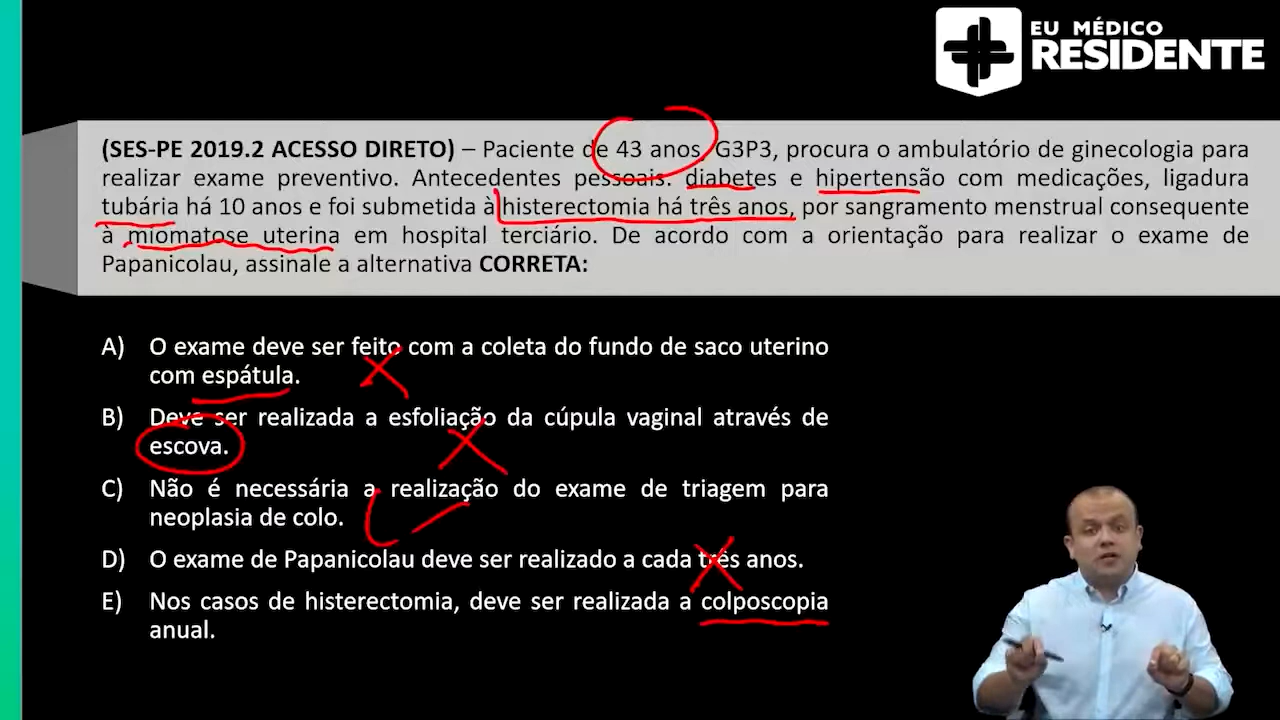 EU MÉDICO
RESIDENTE
(SES-PE 2019.2 ACESSO DIRETO) – Paciente de 43 anos, G3P3, procura o ambulatório de ginecologia para
realizar exame preventivo. Antecedentes pessoais: diabetes e hipertensão com medicações, ligadura
tubária há 10 anos e foi submetida à histerectomia há três anos, por sangramento menstrual consequente
à miomatose uterina em hospital terciário. De acordo com a orientação para realizar o exame de
Papanicolau, assinale a alternativa CORRETA:
A) O exame deve ser feito com a coleta do fundo de saco uterino
com espátula.
B) Deve ser realizada a esfoliação da cúpula vaginal através de
escova.
C) Não é necessária a realização do exame de triagem para
neoplasia de colo.
D) O exame de Papanicolau deve ser realizado a cada três anos.
E) Nos casos de histerectomia, deve ser realizada a colposcopia
anual.